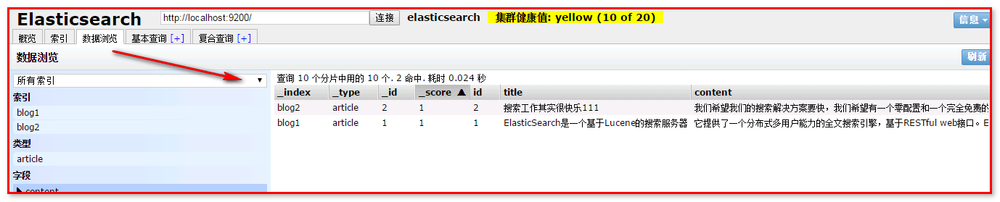 Elasticsearch http://localhost:9200/ 连接 elasticsearch 集群健康值: yellow (10 of 20) 信息
概览 索引 数据浏览 基本查询 [+] 复合查询 [+]
数据浏览 刷新
所有索引
索引
blog1
blog2
类型
article
字段
content
查询 10 个分片中用的 10 个. 2 命中. 耗时 0.024 秒
_index _type _id _score id title content
blog2 article 2 1 2 搜索工作其实很快乐111 我们希望我们的搜索解决方案要快，我们希望有一个零配置和一个完全免费的
blog1 article 1 1 1 ElasticSearch是一个基于Lucene的搜索服务器 它提供了一个分布式多用户能力的全文搜索引擎，基于RESTful web接口。E